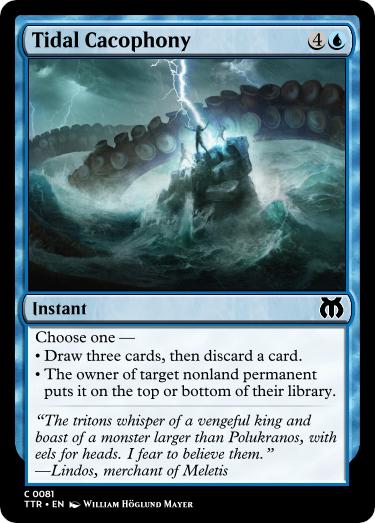 Tidal Cacophony 4
Instant
Choose one —
• Draw three cards, then discard a card.
• The owner of target nonland permanent
puts it on the top or bottom of their library.
“The tritons whisper of a vengeful king and
boast of a monster larger than Polukranos, with
eels for heads. I fear to believe them.”
—Lindos, merchant of Meletis
C 0081
TTR • EN William Höglund Mayer